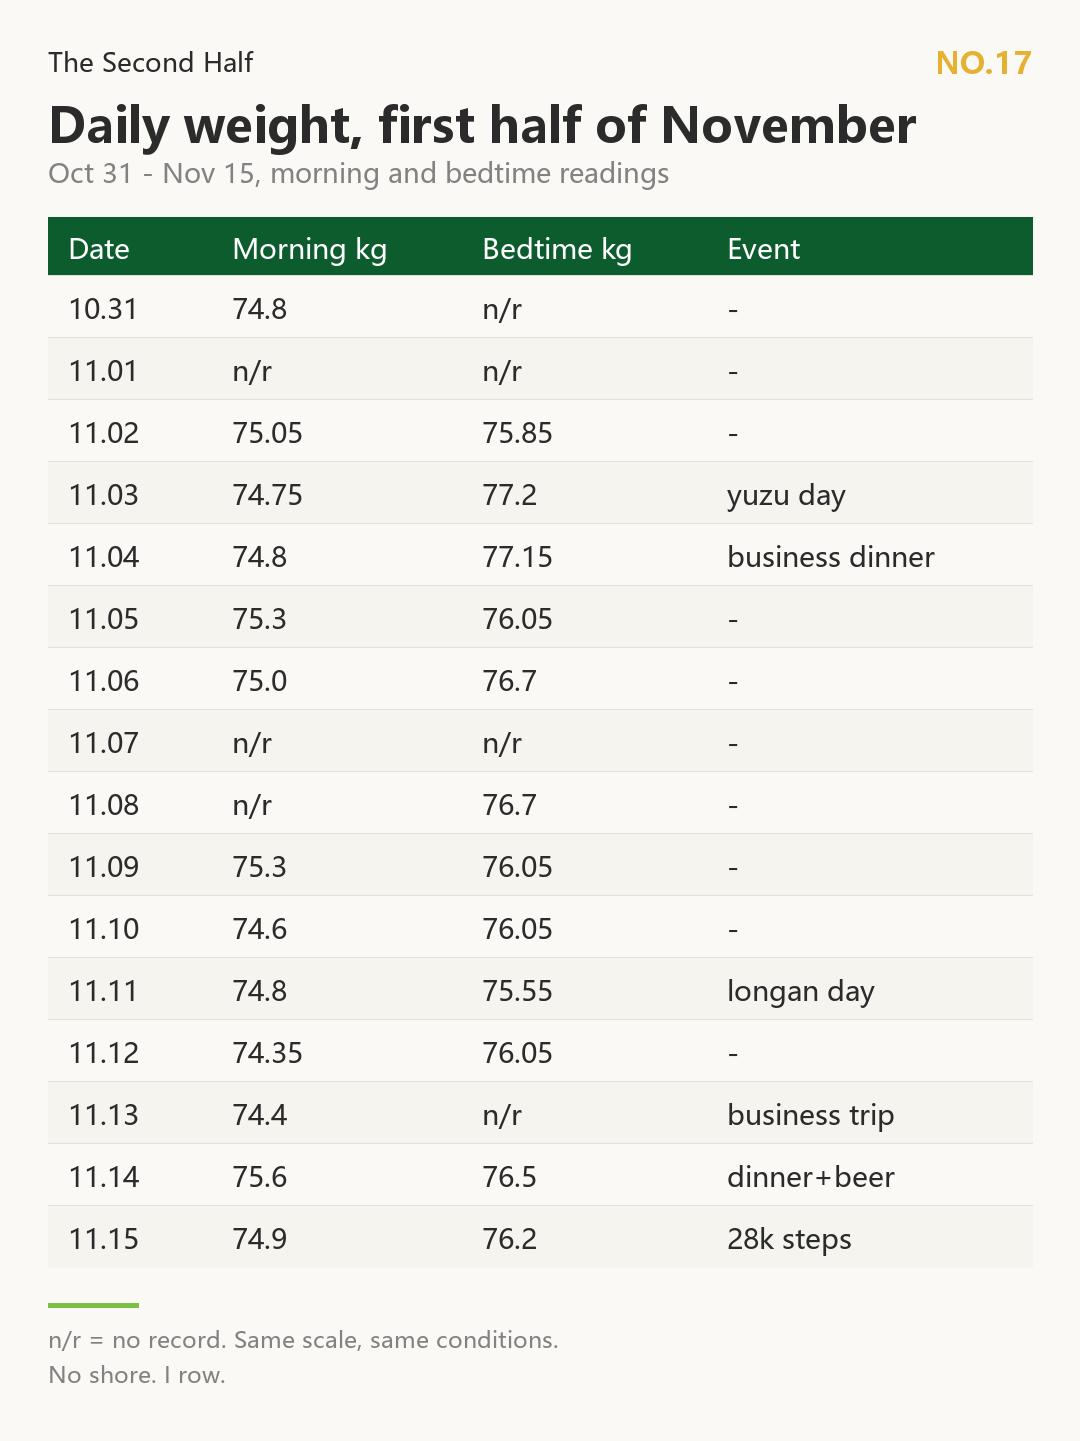 The Second Half NO.17
Daily weight, first half of November
Oct 31 - Nov 15, morning and bedtime readings
Date Morning kg Bedtime kg Event
10.31 74.8 n/r -
11.01 n/r n/r -
11.02 75.05 75.85 -
11.03 74.75 77.2 yuzu day
11.04 74.8 77.15 business dinner
11.05 75.3 76.05 -
11.06 75.0 76.7 -
11.07 n/r n/r -
11.08 n/r 76.7 -
11.09 75.3 76.05 -
11.10 74.6 76.05 -
11.11 74.8 75.55 longan day
11.12 74.35 76.05 -
11.13 74.4 n/r business trip
11.14 75.6 76.5 dinner+beer
11.15 74.9 76.2 28k steps
n/r = no record. Same scale, same conditions.
No shore. I row.